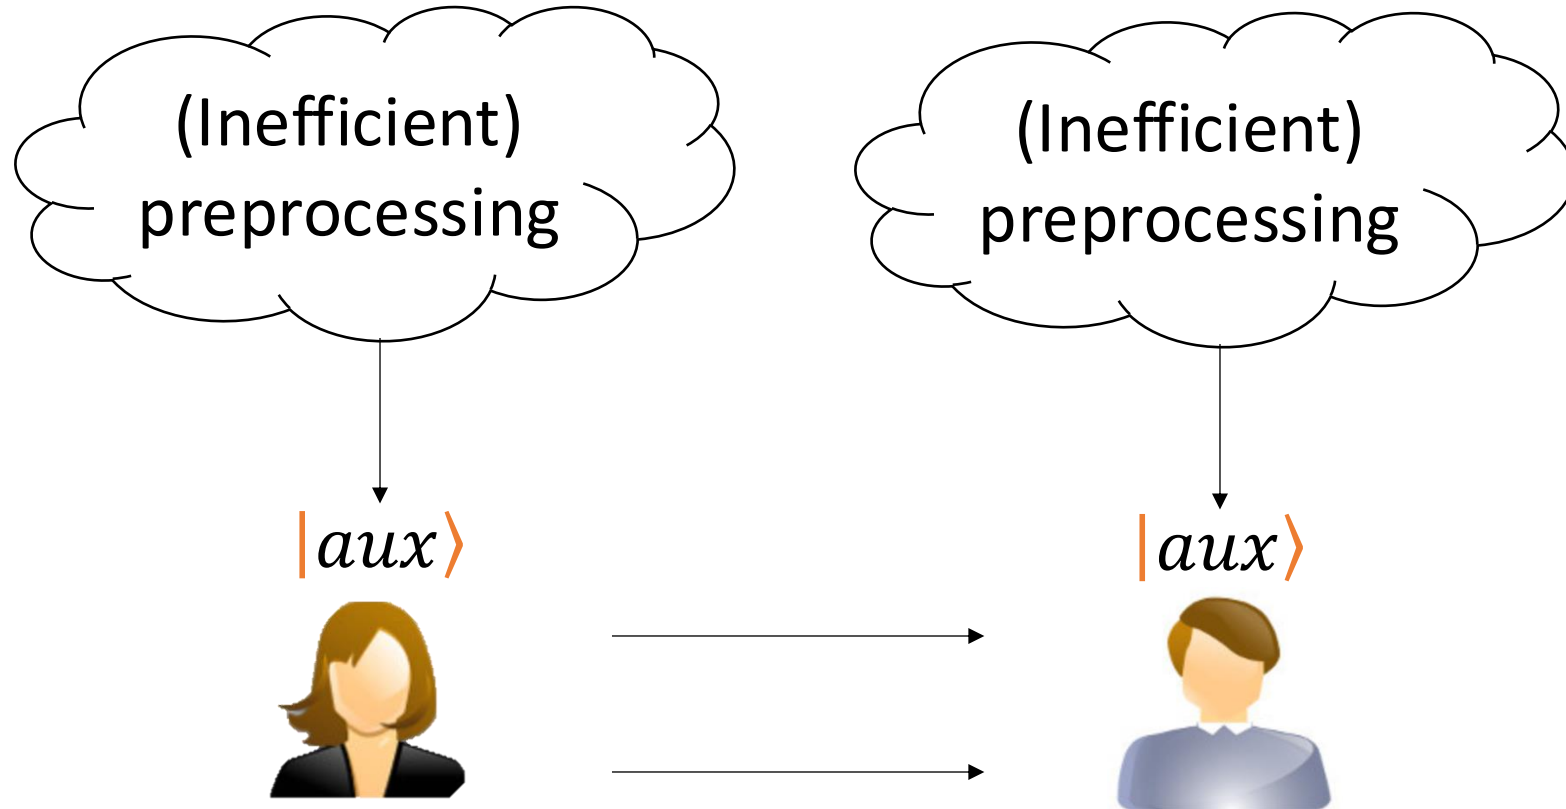 (Inefficient)
preprocessing
(Inefficient)
preprocessing
|aux⟩
|aux⟩